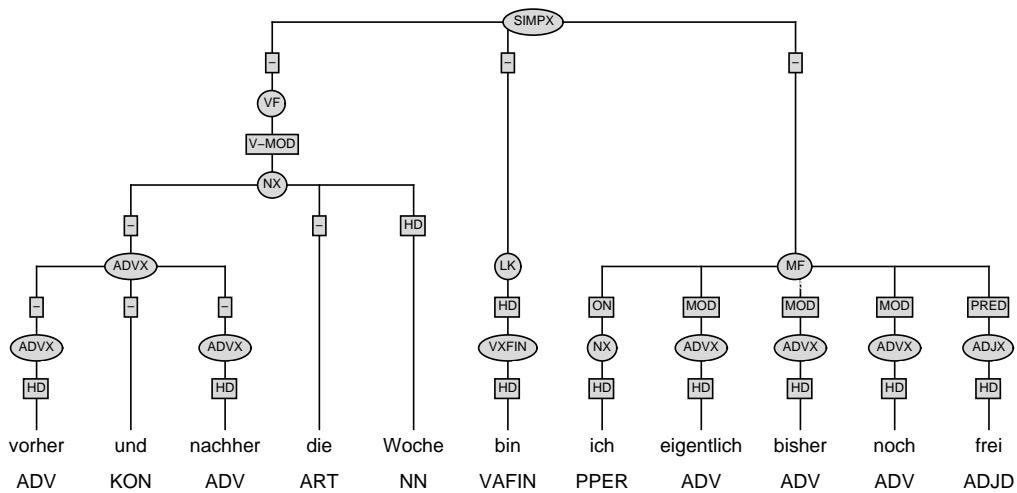 SIMPX
– – –
VF
V–MOD
NX
– – HD
ADVX LK MF
– – – HD ON MOD MOD MOD PRED
ADVX ADVX VXFIN NX ADVX ADVX ADVX ADJX
HD HD HD HD HD HD HD HD
vorher und nachher die Woche bin ich eigentlich bisher noch frei
ADV KON ADV ART NN VAFIN PPER ADV ADV ADV ADJD